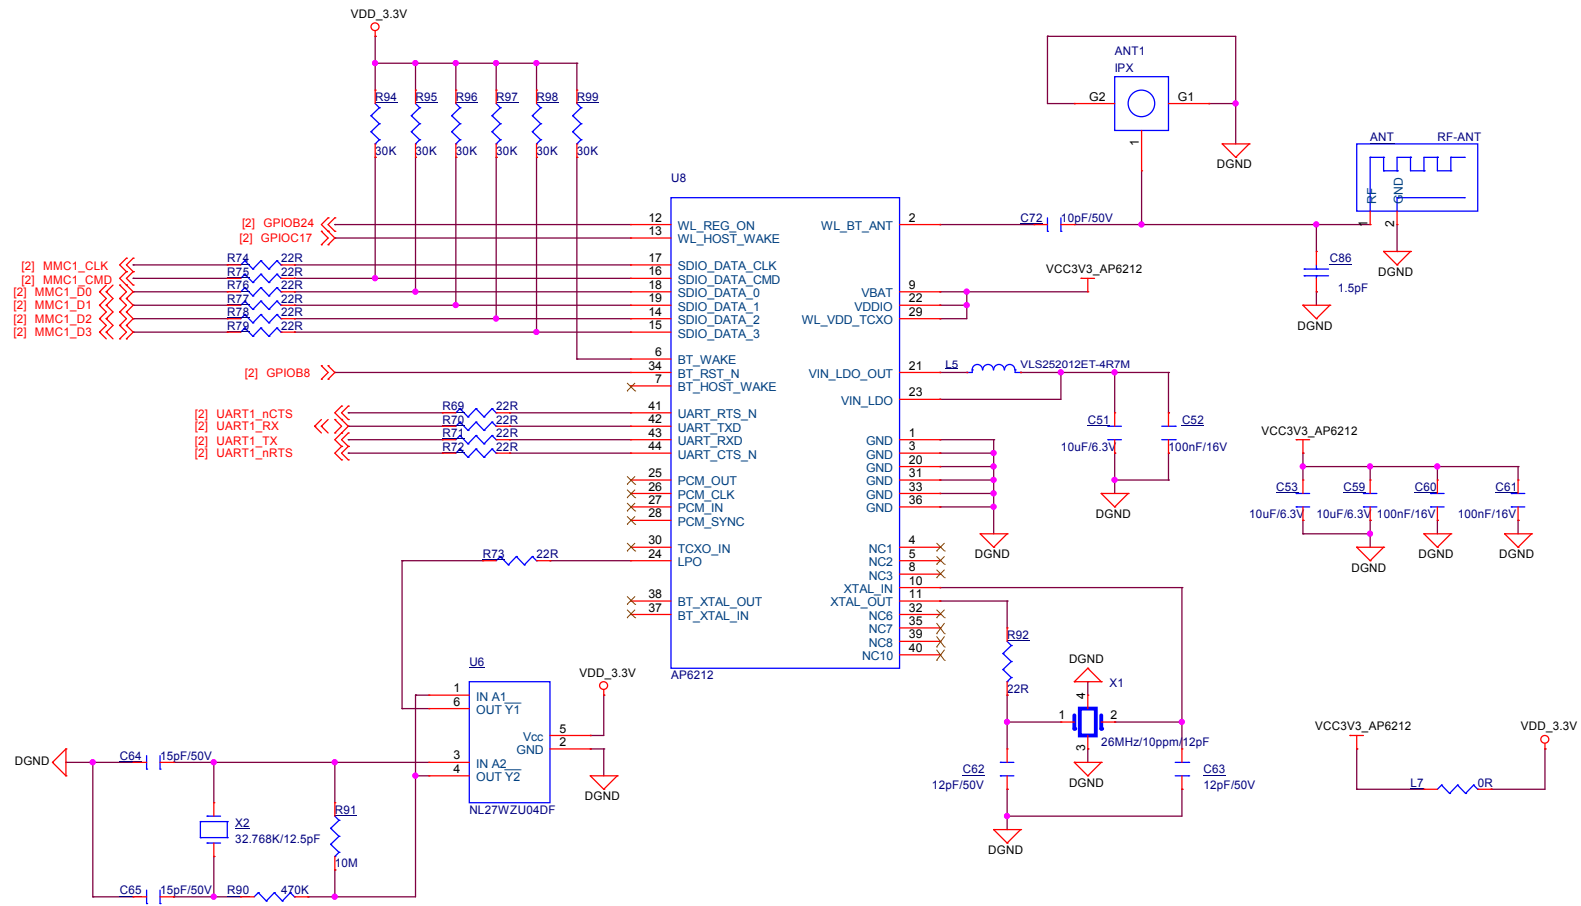 VDD_3.3V
R94 R95 R96 R97 R98 R99
30K 30K 30K 30K 30K 30K
ANT1
IPX
G2 G1
1
DGND
ANT RF-ANT
RF GND
1 2
DGND
U8
[2] GPIOB24 12 WL_REG_ON
[2] GPIOC17 13 WL_HOST_WAKE
[2] MMC1_CLK R74 22R 17 SDIO_DATA_CLK
[2] MMC1_CMD R75 22R 16 SDIO_DATA_CMD
[2] MMC1_D0 R76 22R 18 SDIO_DATA_0
[2] MMC1_D1 R77 22R 19 SDIO_DATA_1
[2] MMC1_D2 R78 22R 14 SDIO_DATA_2
[2] MMC1_D3 R79 22R 15 SDIO_DATA_3
6 BT_WAKE
[2] GPIOB8 34 BT_RST_N
7 BT_HOST_WAKE
[2] UART1_nCTS R69 22R 41 UART_RTS_N
[2] UART1_RX R70 22R 42 UART_TXD
[2] UART1_TX R71 22R 43 UART_RXD
[2] UART1_nRTS R72 22R 44 UART_CTS_N
25 PCM_OUT
26 PCM_CLK
27 PCM_IN
28 PCM_SYNC
30 TCXO_IN
R73 22R 24 LPO
38 BT_XTAL_OUT
37 BT_XTAL_IN
AP6212
WL_BT_ANT 2 C72 10pF/50V
C86
1.5pF
DGND
VCC3V3_AP6212
VBAT 9
VDDIO 22
WL_VDD_TCXO 29
VIN_LDO_OUT 21 L5 VLS252012ET-4R7M
VIN_LDO 23
C51 C52
10uF/6.3V 100nF/16V
DGND
GND 1
GND 3
GND 20
GND 31
GND 33
GND 36
DGND
NC1 4
NC2 5
NC3 8
XTAL_IN 10
XTAL_OUT 11
NC6 32
NC7 35
NC8 39
NC10 40
VCC3V3_AP6212
C53 C59 C60 C61
10uF/6.3V 10uF/6.3V 100nF/16V 100nF/16V
DGND DGND DGND
R92
22R
DGND
4 X1
1 2
3 26MHz/10ppm/12pF
DGND
C62
12pF/50V
C63
12pF/50V
DGND
VCC3V3_AP6212 VDD_3.3V
L7 0R
U6
VDD_3.3V
1 IN A1
6 OUT Y1
Vcc 5
GND 2
3 IN A2
4 OUT Y2
DGND
NL27WZU04DF
DGND C64 15pF/50V
X2
32.768K/12.5pF
R91
10M
C65 15pF/50V R90 470K